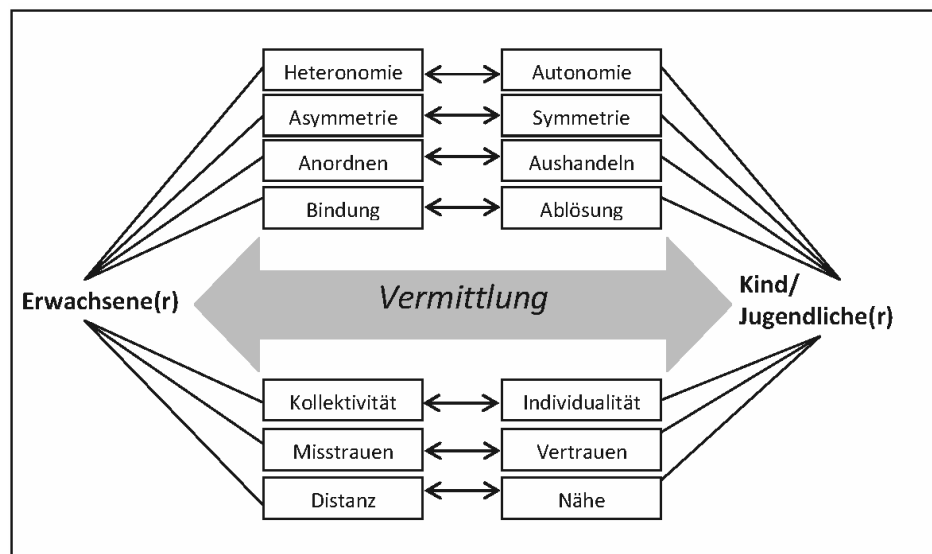 Heteronomie
Autonomie
Asymmetrie
Symmetrie
Anordnen
Aushandeln
Bindung
Ablösung
Erwachsene(r)
Vermittlung
Kind/
Jugendliche(r)
Kollektivität
Individualität
Misstrauen
Vertrauen
Distanz
Nähe